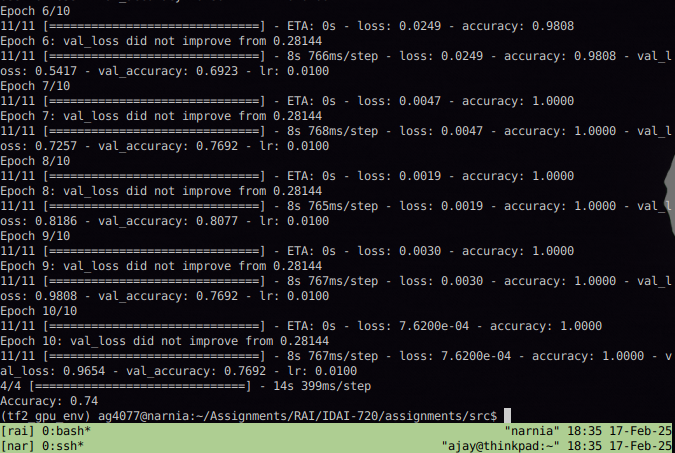 Epoch 6/10
11/11 [==============================] - ETA: 0s - loss: 0.0249 - accuracy: 0.9808
Epoch 6: val_loss did not improve from 0.28144
11/11 [==============================] - 8s 766ms/step - loss: 0.0249 - accuracy: 0.9808 - val_l
oss: 0.5417 - val_accuracy: 0.6923 - lr: 0.0100
Epoch 7/10
11/11 [==============================] - ETA: 0s - loss: 0.0047 - accuracy: 1.0000
Epoch 7: val_loss did not improve from 0.28144
11/11 [==============================] - 8s 768ms/step - loss: 0.0047 - accuracy: 1.0000 - val_l
oss: 0.7257 - val_accuracy: 0.7692 - lr: 0.0100
Epoch 8/10
11/11 [==============================] - ETA: 0s - loss: 0.0019 - accuracy: 1.0000
Epoch 8: val_loss did not improve from 0.28144
11/11 [==============================] - 8s 765ms/step - loss: 0.0019 - accuracy: 1.0000 - val_l
oss: 0.8186 - val_accuracy: 0.8077 - lr: 0.0100
Epoch 9/10
11/11 [==============================] - ETA: 0s - loss: 0.0030 - accuracy: 1.0000
Epoch 9: val_loss did not improve from 0.28144
11/11 [==============================] - 8s 767ms/step - loss: 0.0030 - accuracy: 1.0000 - val_l
oss: 0.9808 - val_accuracy: 0.7692 - lr: 0.0100
Epoch 10/10
11/11 [==============================] - ETA: 0s - loss: 7.6200e-04 - accuracy: 1.0000
Epoch 10: val_loss did not improve from 0.28144
11/11 [==============================] - 8s 767ms/step - loss: 7.6200e-04 - accuracy: 1.0000 - v
al_loss: 0.9654 - val_accuracy: 0.7692 - lr: 0.0100
4/4 [==============================] - 14s 399ms/step
Accuracy: 0.74
(tf2_gpu_env) ag4077@narnia:~/Assignments/RAI/IDAI-720/assignments/src$
[rai] 0:bash* "narnia" 18:35 17-Feb-25
[nar] 0:ssh* "ajay@thinkpad:~" 18:35 17-Feb-25